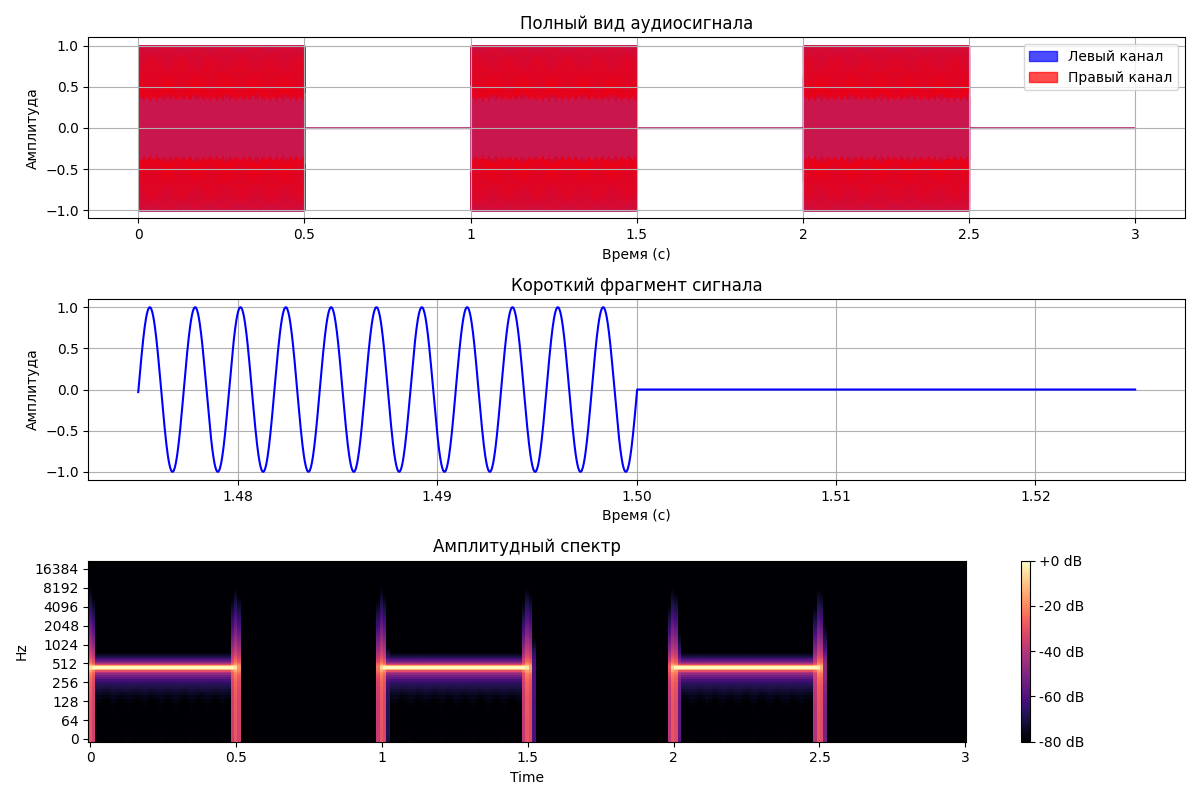 Полный вид аудиосигнала
Амплитуда
1.0
0.5
0.0
−0.5
−1.0
Левый канал
Правый канал
0 0.5 1 1.5 2 2.5 3
Время (с)
Короткий фрагмент сигнала
Амплитуда
1.0
0.5
0.0
−0.5
−1.0
1.48 1.49 1.50 1.51 1.52
Время (с)
Амплитудный спектр
Hz
16384
8192
4096
2048
1024
512
256
128
64
0
0 0.5 1 1.5 2 2.5 3
Time
+0 dB
-20 dB
-40 dB
-60 dB
-80 dB